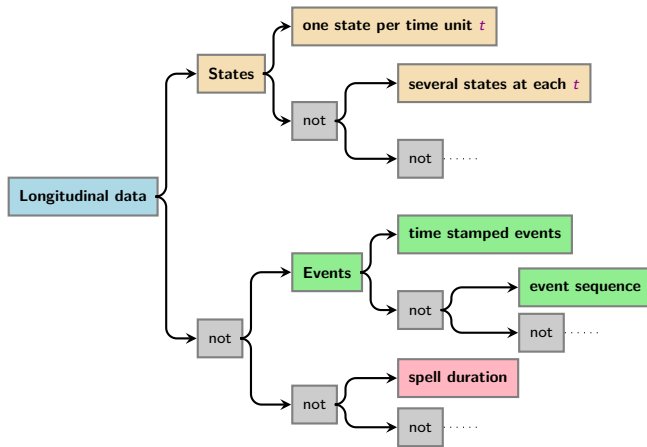 one state per time unit t
States
several states at each t
not
not ......
Longitudinal data
time stamped events
Events
event sequence
not
not
not ......
spell duration
not
not ......